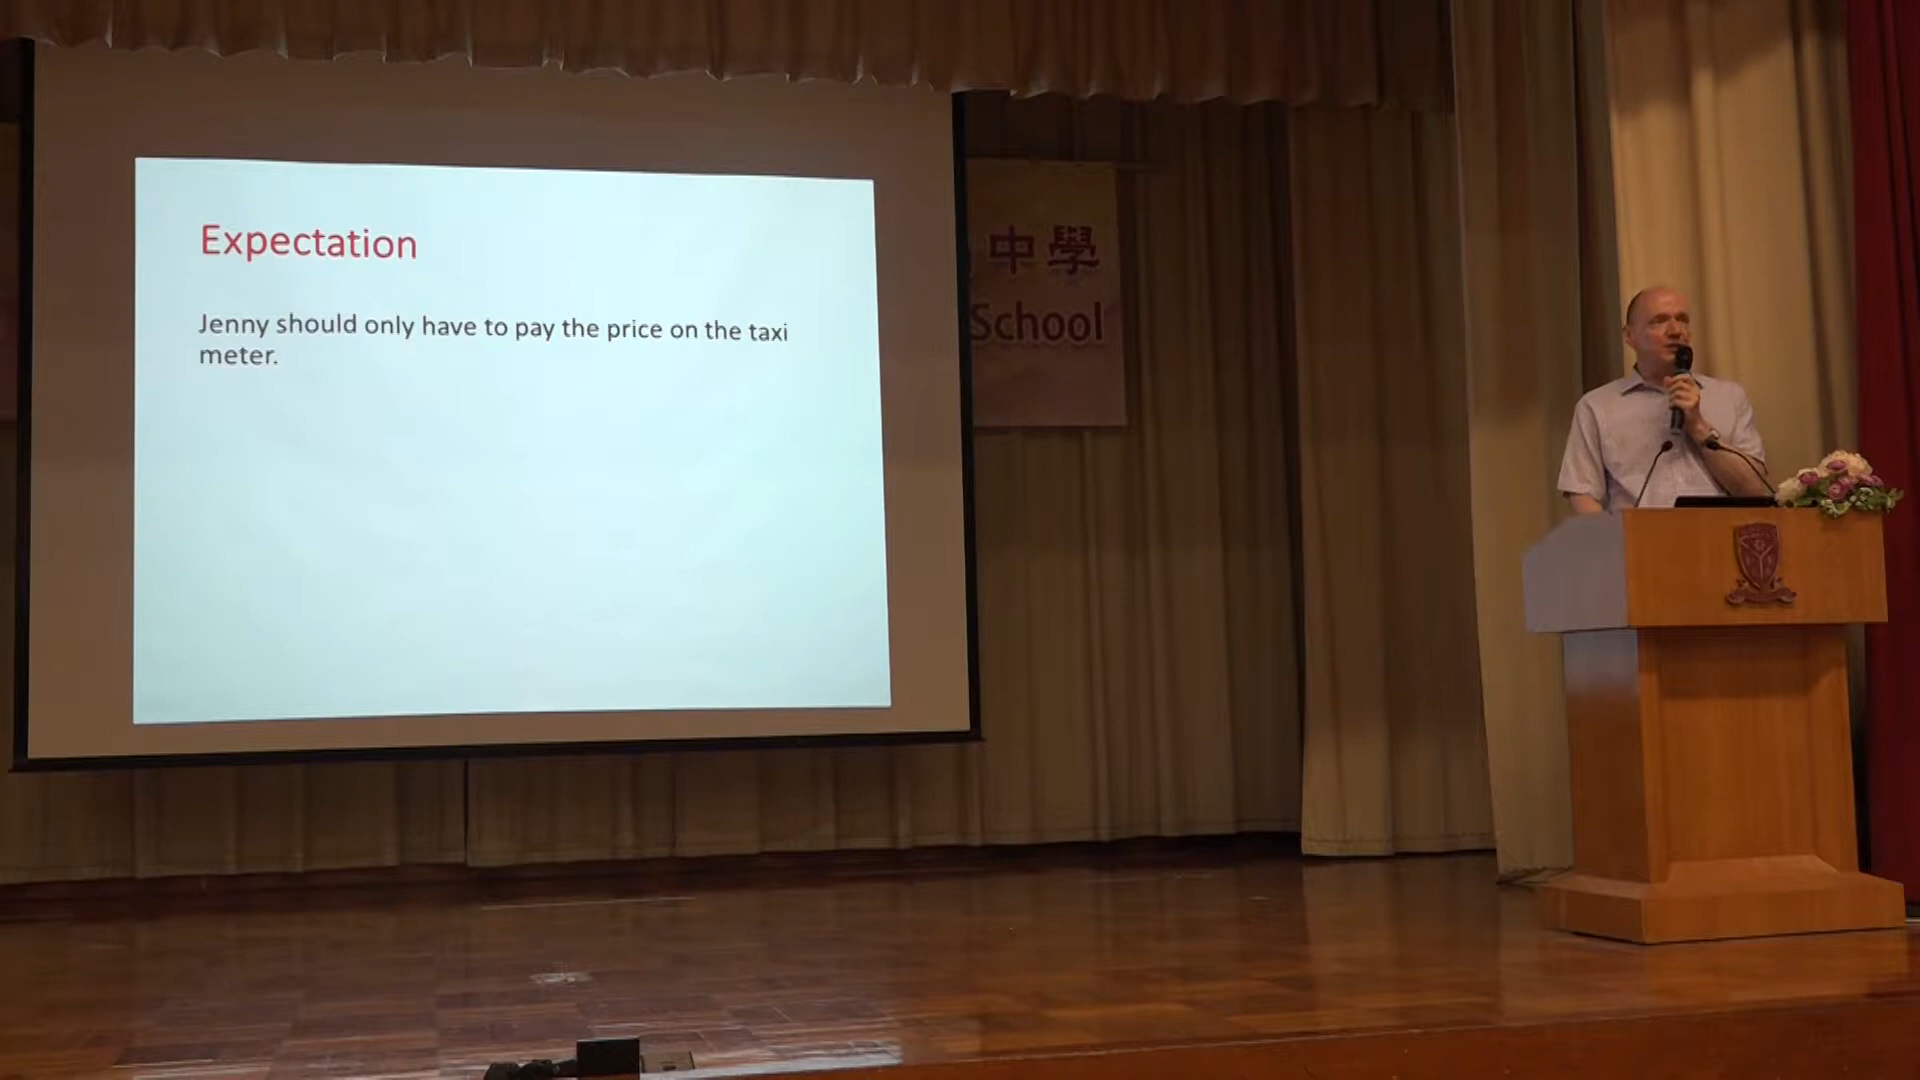 Expectation
Jenny should only have to pay the price on the taxi
meter.
中學
School